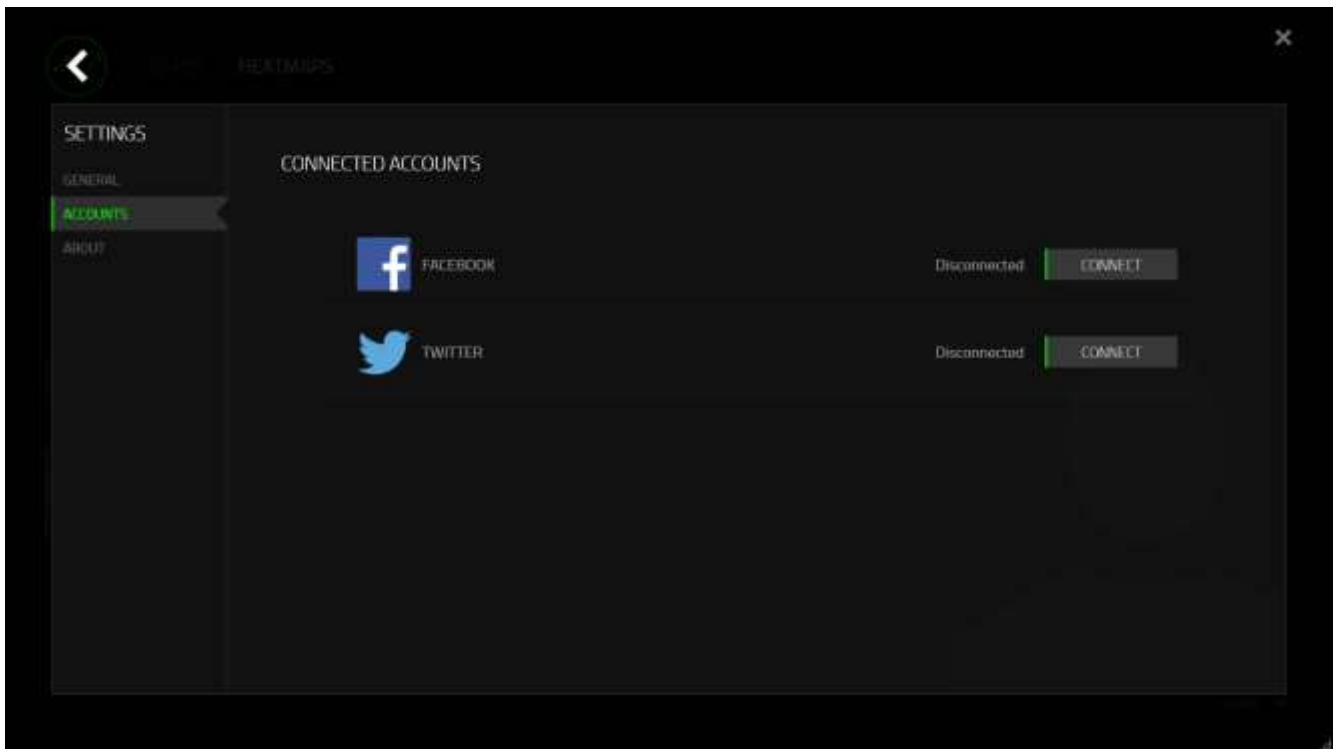 HEATMAPS
SETTINGS
GENERAL
ACCOUNTS
ABOUT
CONNECTED ACCOUNTS
FACEBOOK Disconnected CONNECT
TWITTER Disconnected CONNECT